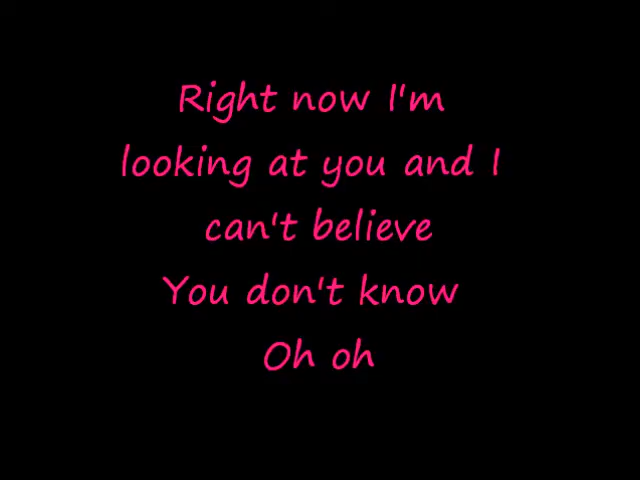 Right now I'm
looking at you and I
can't believe
You don't know
Oh oh